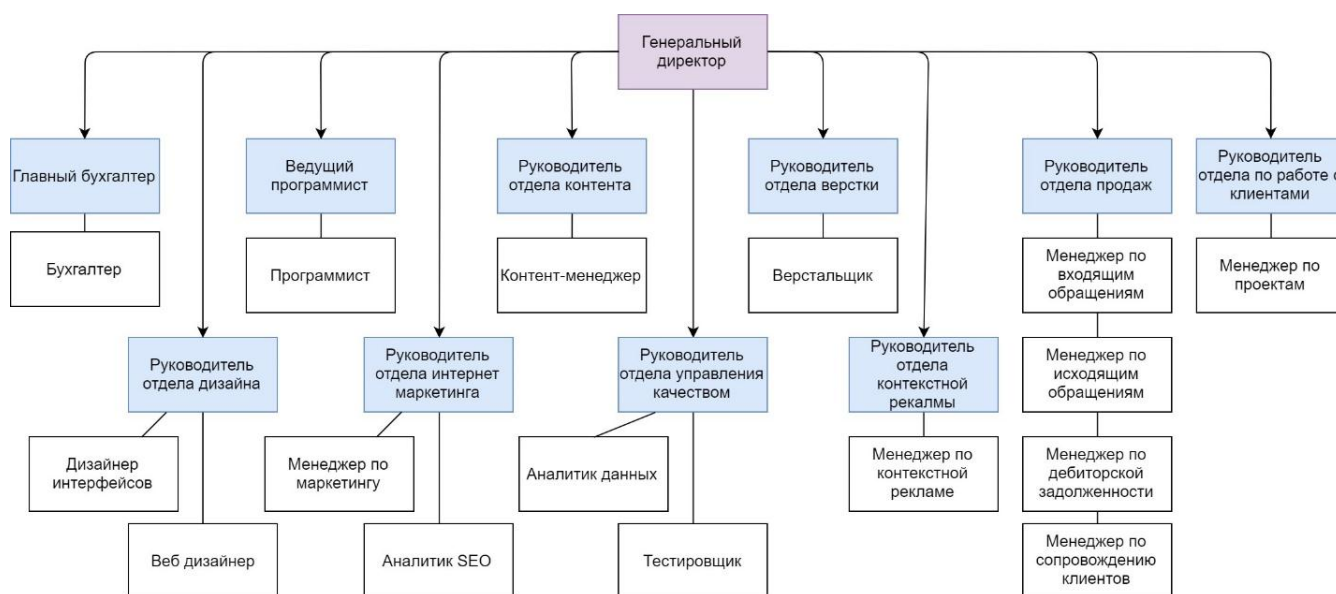 Генеральный
директор
Главный бухгалтер
Ведущий
программист
Руководитель
отдела контента
Руководитель
отдела верстки
Руководитель
отдела продаж
Руководитель
отдела по работе с
клиентами
Бухгалтер
Программист
Контент-менеджер
Верстальщик
Менеджер по
входящим
обращениям
Менеджер по
проектам
Руководитель
отдела дизайна
Руководитель
отдела интернет
маркетинга
Руководитель
отдела управления
качеством
Руководитель
отдела
контекстной
рекалмы
Менеджер по
исходящим
обращениям
Дизайнер
интерфейсов
Менеджер по
маркетингу
Аналитик данных
Менеджер по
контекстной
рекламе
Менеджер по
дебиторской
задолженности
Веб дизайнер
Аналитик SEO
Тестировщик
Менеджер по
сопровождению
клиентов